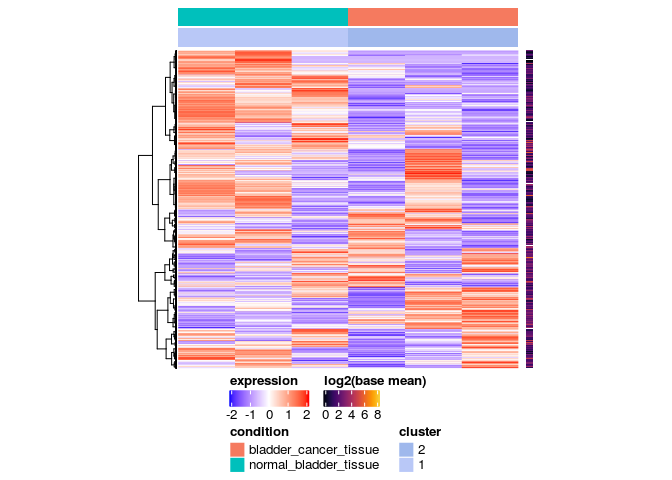 expression log2(base mean)
-2 -1 0 1 2 0 2 4 6 8
condition cluster
bladder_cancer_tissue 2
normal_bladder_tissue 1